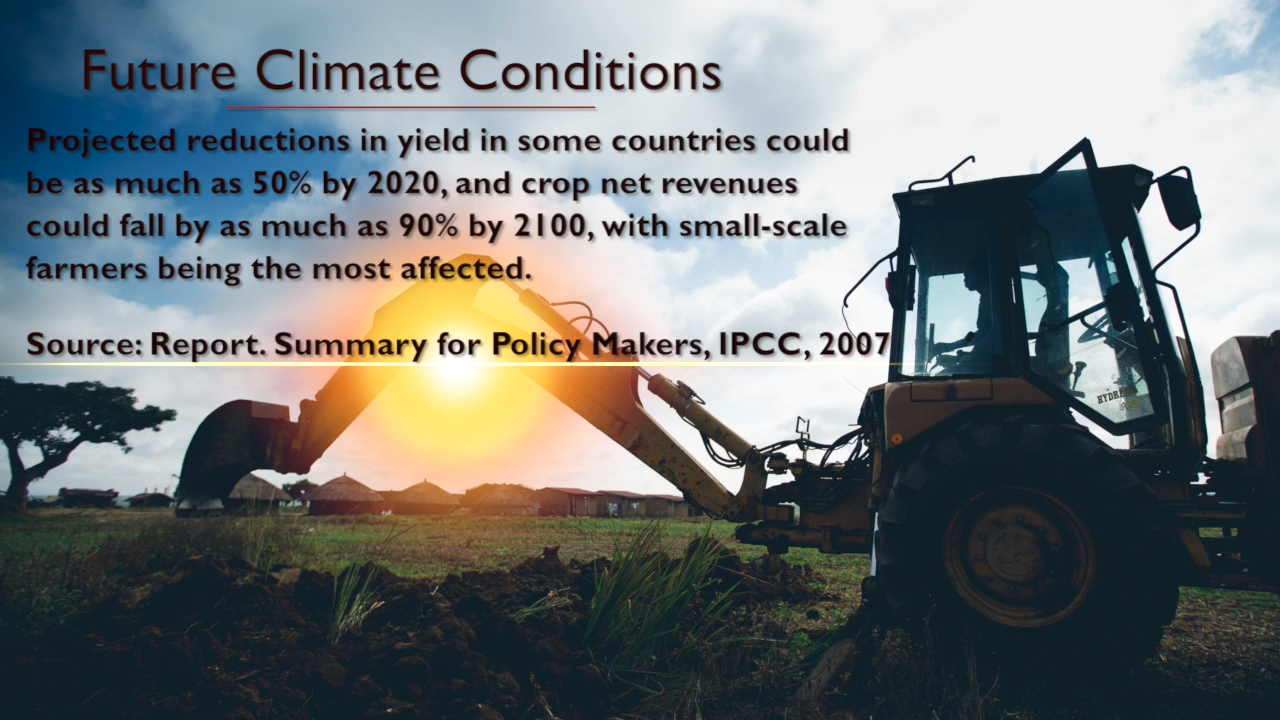 Future Climate Conditions
Projected reductions in yield in some countries could
be as much as 50% by 2020, and crop net revenues
could fall by as much as 90% by 2100, with small-scale
farmers being the most affected.
Source: Report. Summary for Policy Makers, IPCC, 2007